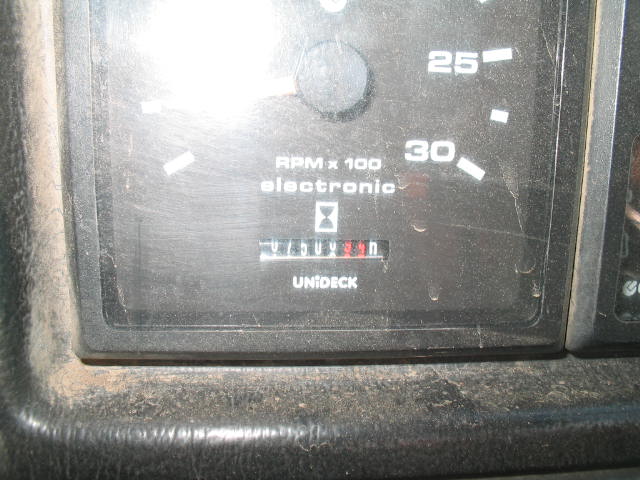 25
30
RPM x 100
electronic
UNiDECK